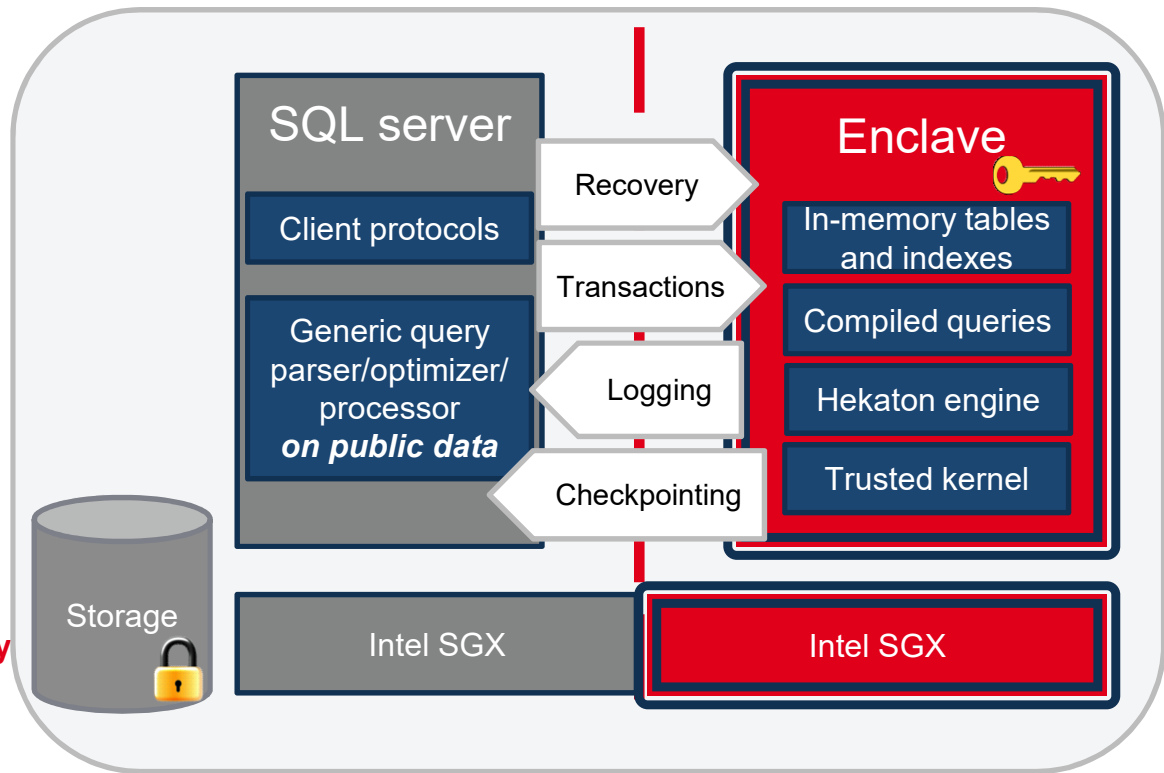 SQL server
Client protocols
Generic query
parser/optimizer/
processor
on public data
Recovery
Transactions
Logging
Checkpointing
Enclave
In-memory tables
and indexes
Compiled queries
Hekaton engine
Trusted kernel
Storage
y
Intel SGX
Intel SGX